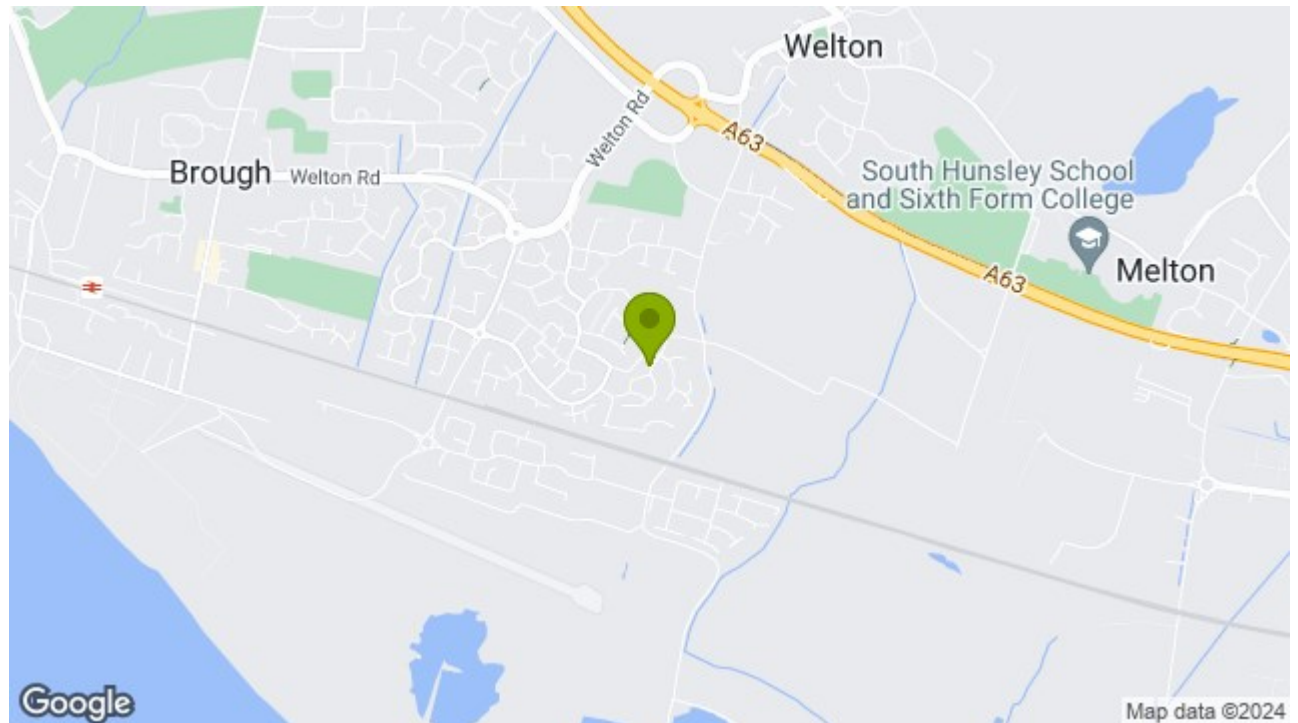 Welton
A63
Welton Rd
South Hunsley School
and Sixth Form College
Brough
Welton Rd
A63
Melton
Google
Map data ©2024